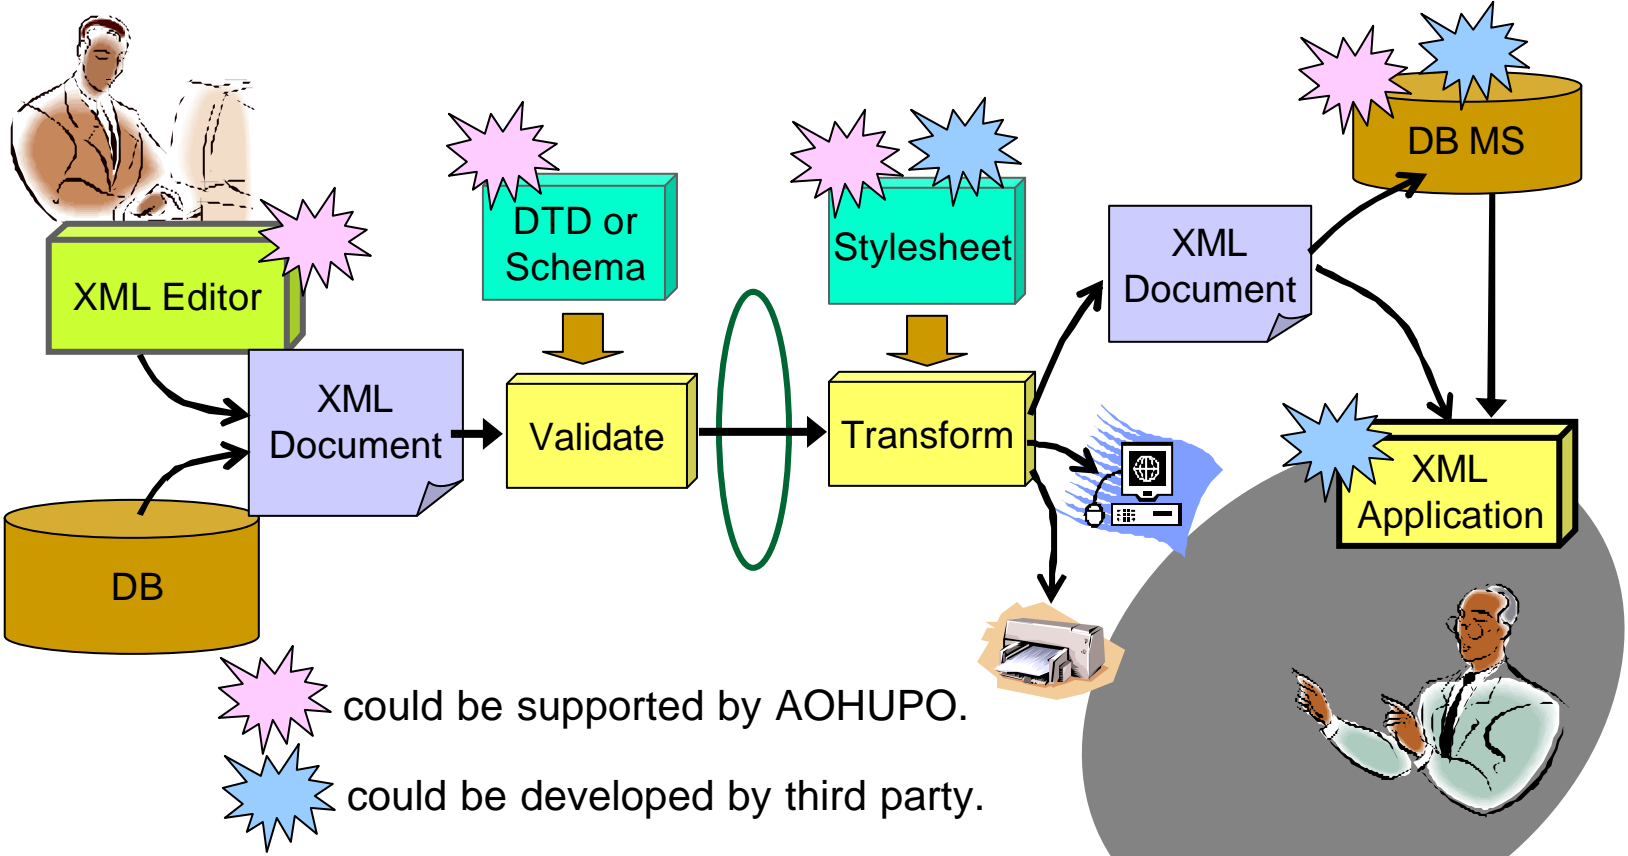 DB MS
DTD or
Schema
Stylesheet
XML
Document
XML Editor
XML
Document
Validate
Transform
XML
Application
DB
could be supported by AOHUPO.
could be developed by third party.